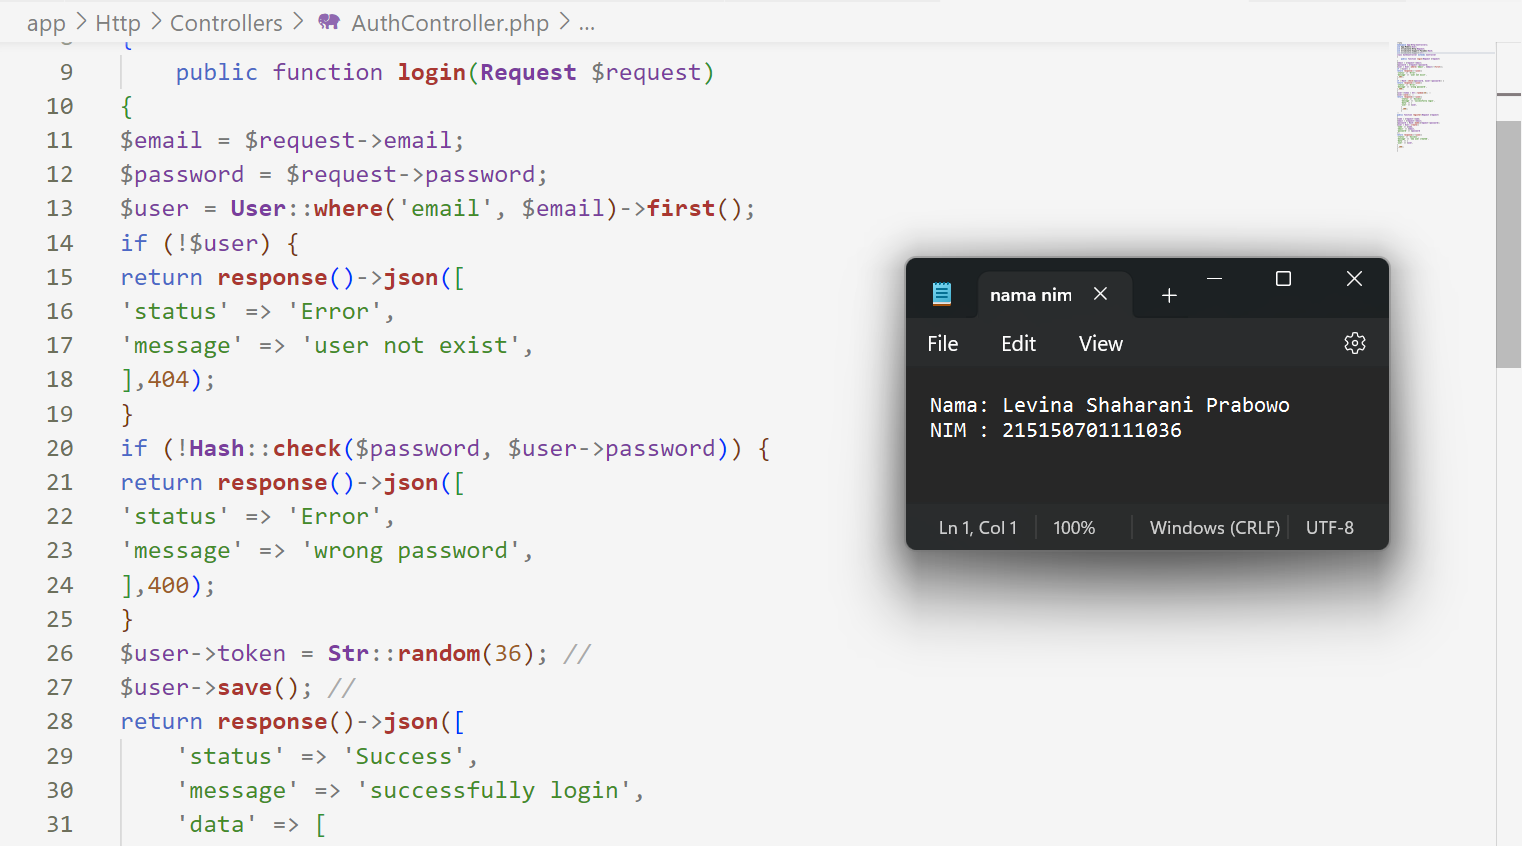 app > Http > Controllers > AuthController.php > ...
8 {
9 public function login(Request $request)
10 {
11 $email = $request->email;
12 $password = $request->password;
13 $user = User::where('email', $email)->first();
14 if (!$user) {
15 return response()->json([
16 'status' => 'Error',
17 'message' => 'user not exist',
18 ],404);
19 }
20 if (!Hash::check($password, $user->password)) {
21 return response()->json([
22 'status' => 'Error',
23 'message' => 'wrong password',
24 ],400);
25 }
26 $user->token = Str::random(36); //
27 $user->save(); //
28 return response()->json([
29 'status' => 'Success',
30 'message' => 'successfully login',
31 'data' => [
nama nim
File Edit View
Nama: Levina Shaharani Prabowo
NIM : 215150701111036
Ln 1, Col 1 100% Windows (CRLF) UTF-8